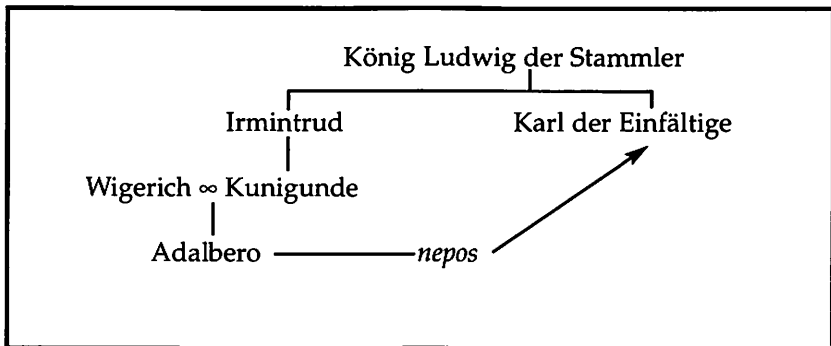 König Ludwig der Stammler
Irmintrud Karl der Einfältige
Wigerich ∞ Kunigunde
Adalbero nepos